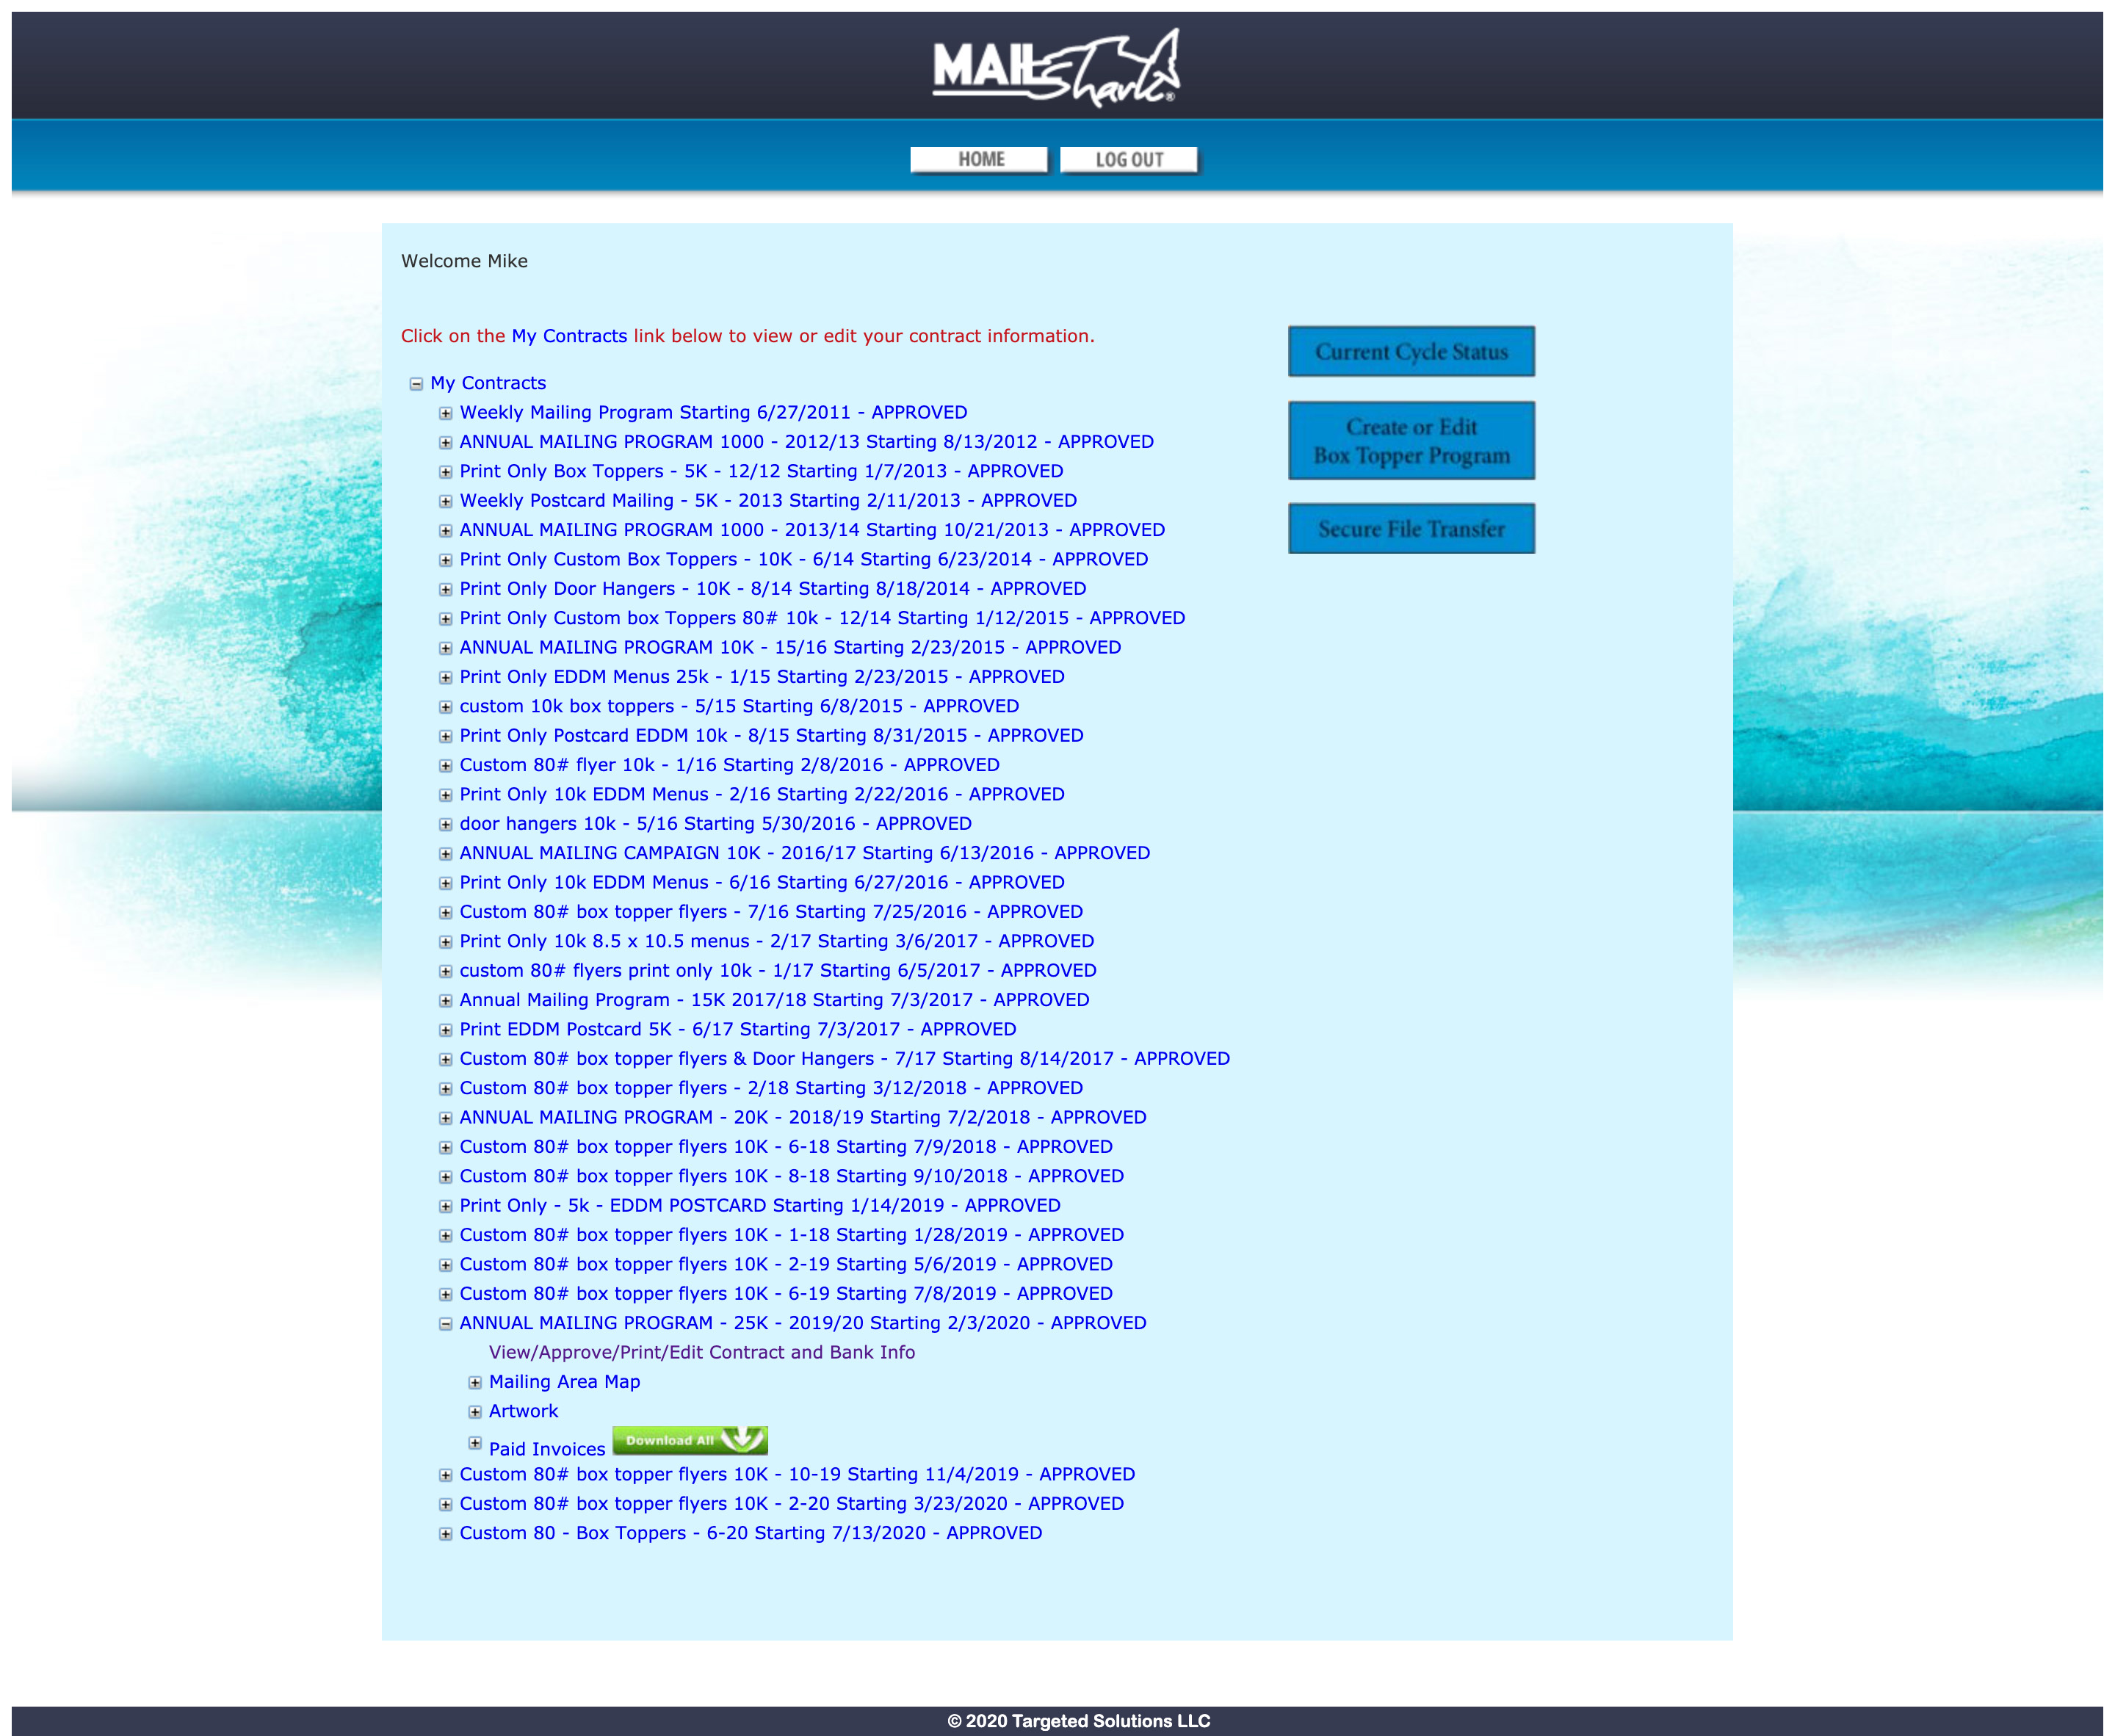 MAIL Shark®
HOME LOG OUT
Welcome Mike
Click on the My Contracts link below to view or edit your contract information.
My Contracts
Weekly Mailing Program Starting 6/27/2011 - APPROVED
ANNUAL MAILING PROGRAM 1000 - 2012/13 Starting 8/13/2012 - APPROVED
Print Only Box Toppers - 5K - 12/12 Starting 1/7/2013 - APPROVED
Weekly Postcard Mailing - 5K - 2013 Starting 2/11/2013 - APPROVED
ANNUAL MAILING PROGRAM 1000 - 2013/14 Starting 10/21/2013 - APPROVED
Print Only Custom Box Toppers - 10K - 6/14 Starting 6/23/2014 - APPROVED
Print Only Door Hangers - 10K - 8/14 Starting 8/18/2014 - APPROVED
Print Only Custom box Toppers 80# 10k - 12/14 Starting 1/12/2015 - APPROVED
ANNUAL MAILING PROGRAM 10K - 15/16 Starting 2/23/2015 - APPROVED
Print Only EDDM Menus 25k - 1/15 Starting 2/23/2015 - APPROVED
custom 10k box toppers - 5/15 Starting 6/8/2015 - APPROVED
Print Only Postcard EDDM 10k - 8/15 Starting 8/31/2015 - APPROVED
Custom 80# flyer 10k - 1/16 Starting 2/8/2016 - APPROVED
Print Only 10k EDDM Menus - 2/16 Starting 2/22/2016 - APPROVED
door hangers 10k - 5/16 Starting 5/30/2016 - APPROVED
ANNUAL MAILING CAMPAIGN 10K - 2016/17 Starting 6/13/2016 - APPROVED
Print Only 10k EDDM Menus - 6/16 Starting 6/27/2016 - APPROVED
Custom 80# box topper flyers - 7/16 Starting 7/25/2016 - APPROVED
Print Only 10k 8.5 x 10.5 menus - 2/17 Starting 3/6/2017 - APPROVED
custom 80# flyers print only 10k - 1/17 Starting 6/5/2017 - APPROVED
Annual Mailing Program - 15K 2017/18 Starting 7/3/2017 - APPROVED
Print EDDM Postcard 5K - 6/17 Starting 7/3/2017 - APPROVED
Custom 80# box topper flyers & Door Hangers - 7/17 Starting 8/14/2017 - APPROVED
Custom 80# box topper flyers - 2/18 Starting 3/12/2018 - APPROVED
ANNUAL MAILING PROGRAM - 20K - 2018/19 Starting 7/2/2018 - APPROVED
Custom 80# box topper flyers 10K - 6-18 Starting 7/9/2018 - APPROVED
Custom 80# box topper flyers 10K - 8-18 Starting 9/10/2018 - APPROVED
Print Only - 5k - EDDM POSTCARD Starting 1/14/2019 - APPROVED
Custom 80# box topper flyers 10K - 1-18 Starting 1/28/2019 - APPROVED
Custom 80# box topper flyers 10K - 2-19 Starting 5/6/2019 - APPROVED
Custom 80# box topper flyers 10K - 6-19 Starting 7/8/2019 - APPROVED
ANNUAL MAILING PROGRAM - 25K - 2019/20 Starting 2/3/2020 - APPROVED
View/Approve/Print/Edit Contract and Bank Info
Mailing Area Map
Artwork
Paid Invoices Download All
Custom 80# box topper flyers 10K - 10-19 Starting 11/4/2019 - APPROVED
Custom 80# box topper flyers 10K - 2-20 Starting 3/23/2020 - APPROVED
Custom 80 - Box Toppers - 6-20 Starting 7/13/2020 - APPROVED
Current Cycle Status
Create or Edit
Box Topper Program
Secure File Transfer
© 2020 Targeted Solutions LLC